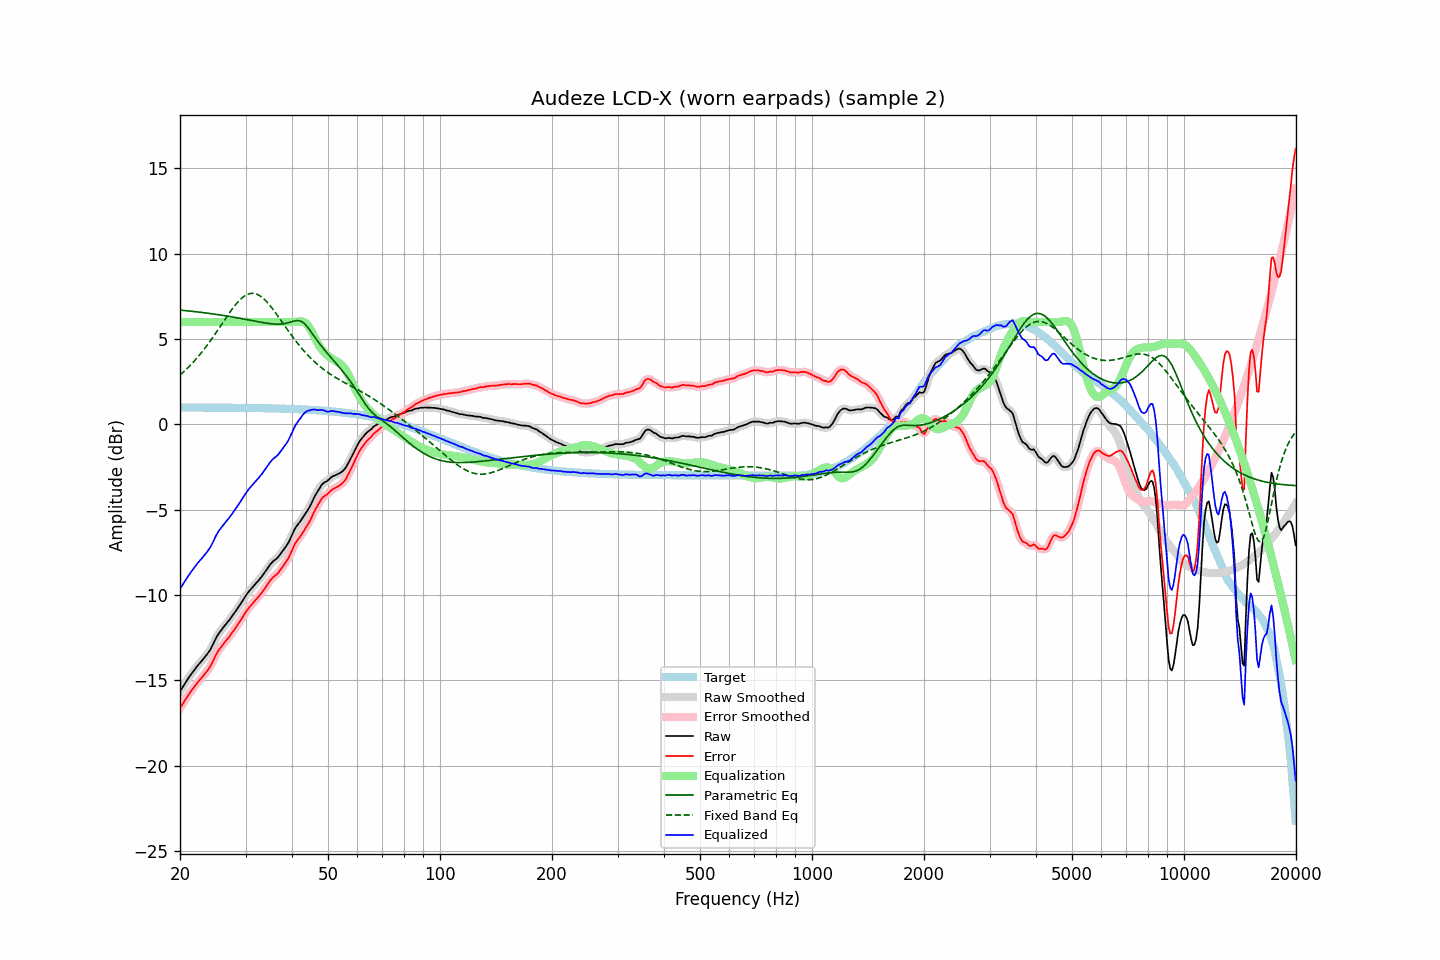 Audeze LCD-X (worn earpads) (sample 2)
Amplitude (dBr)
15
10
5
0
−5
−10
−15
−20
−25
Target
Raw Smoothed
Error Smoothed
Raw
Error
Equalization
Parametric Eq
Fixed Band Eq
Equalized
20 50 100 200 500 1000 2000 5000 10000 20000
Frequency (Hz)